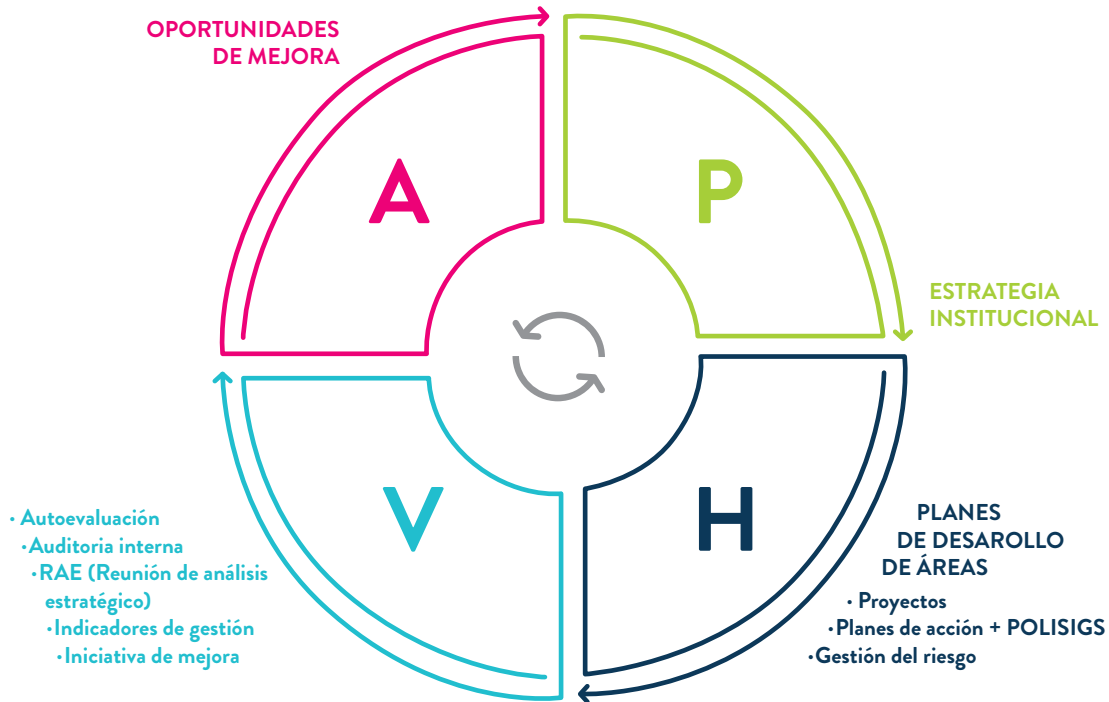 OPORTUNIDADES
DE MEJORA
A
P
ESTRATEGIA
INSTITUCIONAL
V
H
· Autoevaluación
· Auditoria interna
· RAE (Reunión de análisis
estratégico)
· Indicadores de gestión
· Iniciativa de mejora
PLANES
DE DESAROLLO
DE ÁREAS
· Proyectos
· Planes de acción + POLISIGS
· Gestión del riesgo